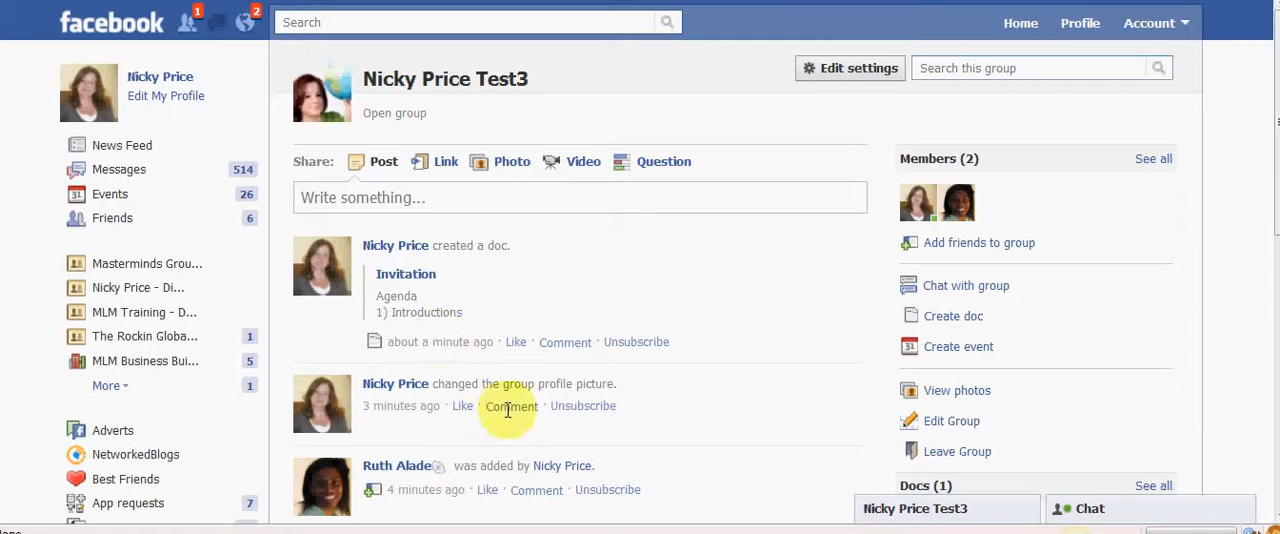 facebook 1 2 Search Home Profile Account
Nicky Price
Edit My Profile
News Feed
Messages 514
Events 26
Friends 6
Masterminds Grou...
Nicky Price - Di...
MLM Training - D...
The Rockin Globa... 1
MLM Business Bui... 5
More 1
Adverts
NetworkedBlogs
Best Friends
App requests 7
Nicky Price Test3
Open group
Edit settings Search this group
Share: Post Link Photo Video Question
Write something...
Nicky Price created a doc.
Invitation
Agenda
1) Introductions
about a minute ago · Like · Comment · Unsubscribe
Nicky Price changed the group profile picture.
3 minutes ago · Like · Comment · Unsubscribe
Ruth Alade was added by Nicky Price.
4 minutes ago · Like · Comment · Unsubscribe
Members (2) See all
Add friends to group
Chat with group
Create doc
31 Create event
View photos
Edit Group
Leave Group
Docs (1) See all
Nicky Price Test3 Chat